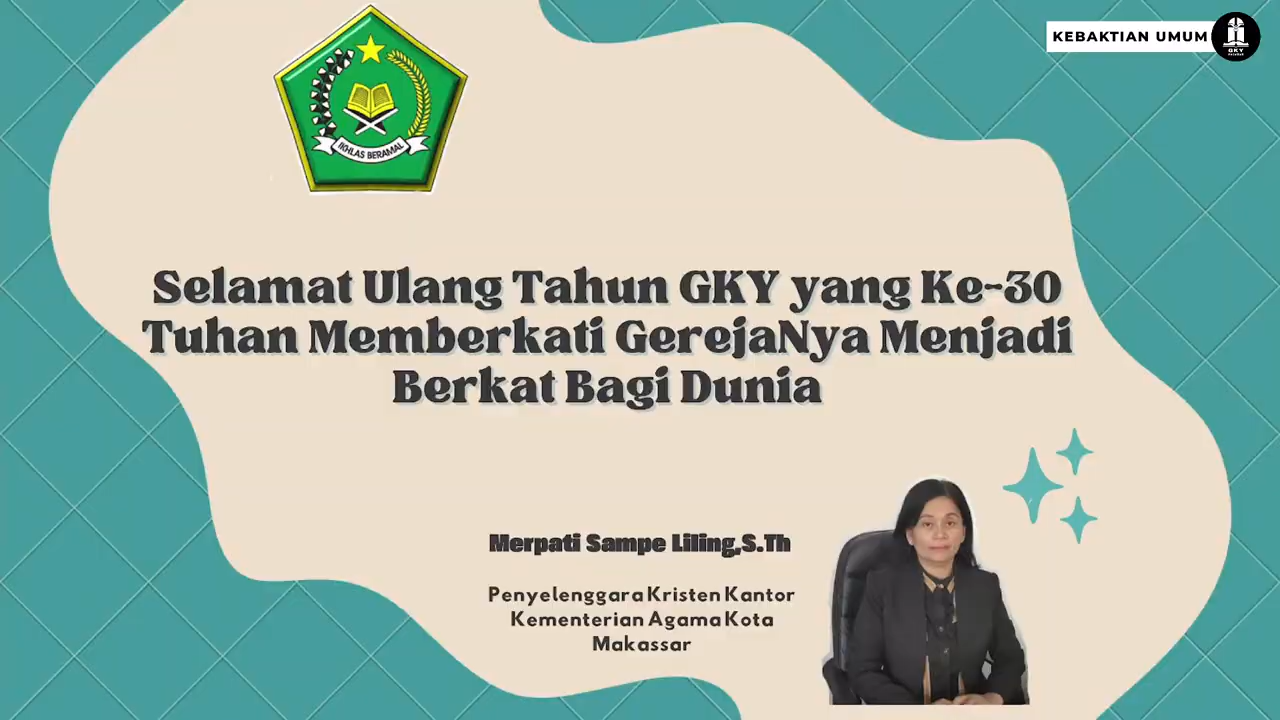 KEBAKTIAN UMUM
GKY
IKHLAS BERAMAL
Selamat Ulang Tahun GKY yang Ke-30
Tuhan Memberkati GerejaNya Menjadi
Berkat Bagi Dunia
Merpati Sampe Liling,S.Th
Penyelenggara Kristen Kantor
Kementerian Agama Kota
Makassar